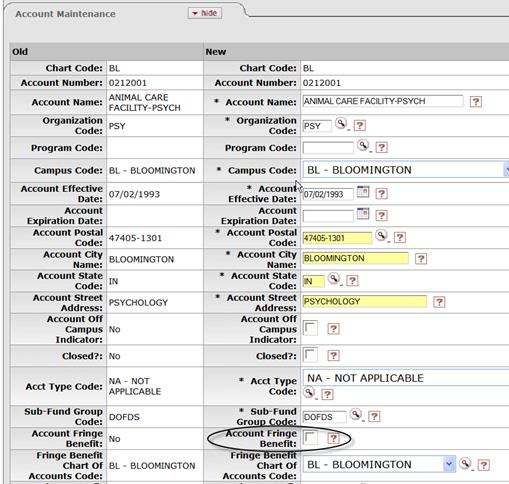 Account Maintenance ▼ hide
Old New
Chart Code: BL Chart Code: BL
Account Number: 0212001 Account Number: 0212001
Account Name: ANIMAL CARE FACILITY-PSYCH * Account Name: ANIMAL CARE FACILITY-PSYCH ?
Organization Code: PSY * Organization Code: PSY ?
Program Code: Program Code: ?
Campus Code: BL - BLOOMINGTON * Campus Code: BL - BLOOMINGTON
Account Effective Date: 07/02/1993 * Account Effective Date: 07/02/1993 ?
Account Expiration Date: Account Expiration Date: ?
Account Postal Code: 47405-1301 * Account Postal Code: 47405-1301 ?
Account City Name: BLOOMINGTON * Account City Name: BLOOMINGTON ?
Account State Code: IN * Account State Code: IN ?
Account Street Address: PSYCHOLOGY * Account Street Address: PSYCHOLOGY ?
Account Off Campus Indicator: No Account Off Campus Indicator: ?
Closed?: No Closed?: ?
Acct Type Code: NA - NOT APPLICABLE * Acct Type Code: NA - NOT APPLICABLE ?
Sub-Fund Group Code: DOFDS * Sub-Fund Group Code: DOFDS ?
Account Fringe Benefit: No Account Fringe Benefit: ?
Fringe Benefit Chart Of Accounts Code: BL - BLOOMINGTON Fringe Benefit Chart Of Accounts Code: BL - BLOOMINGTON ?